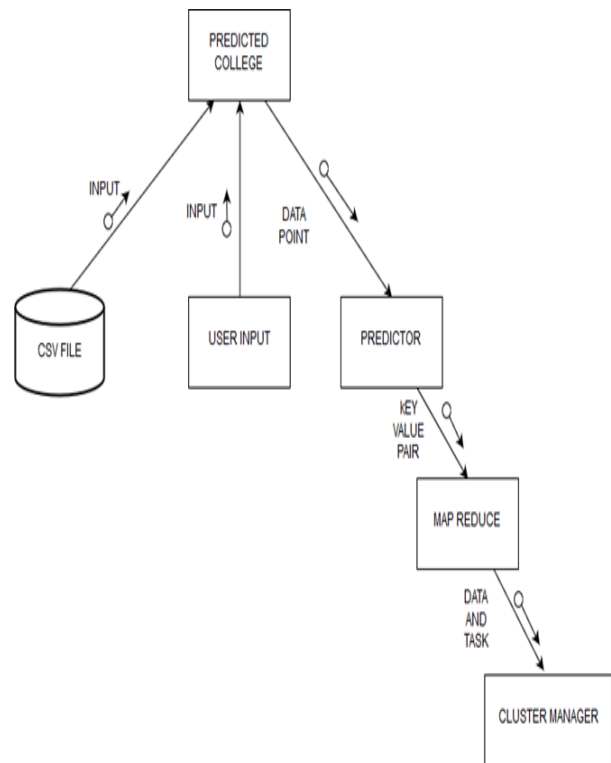 PREDICTED
COLLEGE
INPUT
INPUT
DATA
POINT
CSV FILE
USER INPUT
PREDICTOR
kEY
VALUE
PAIR
MAP REDUCE
DATA
AND
TASK
CLUSTER MANAGER